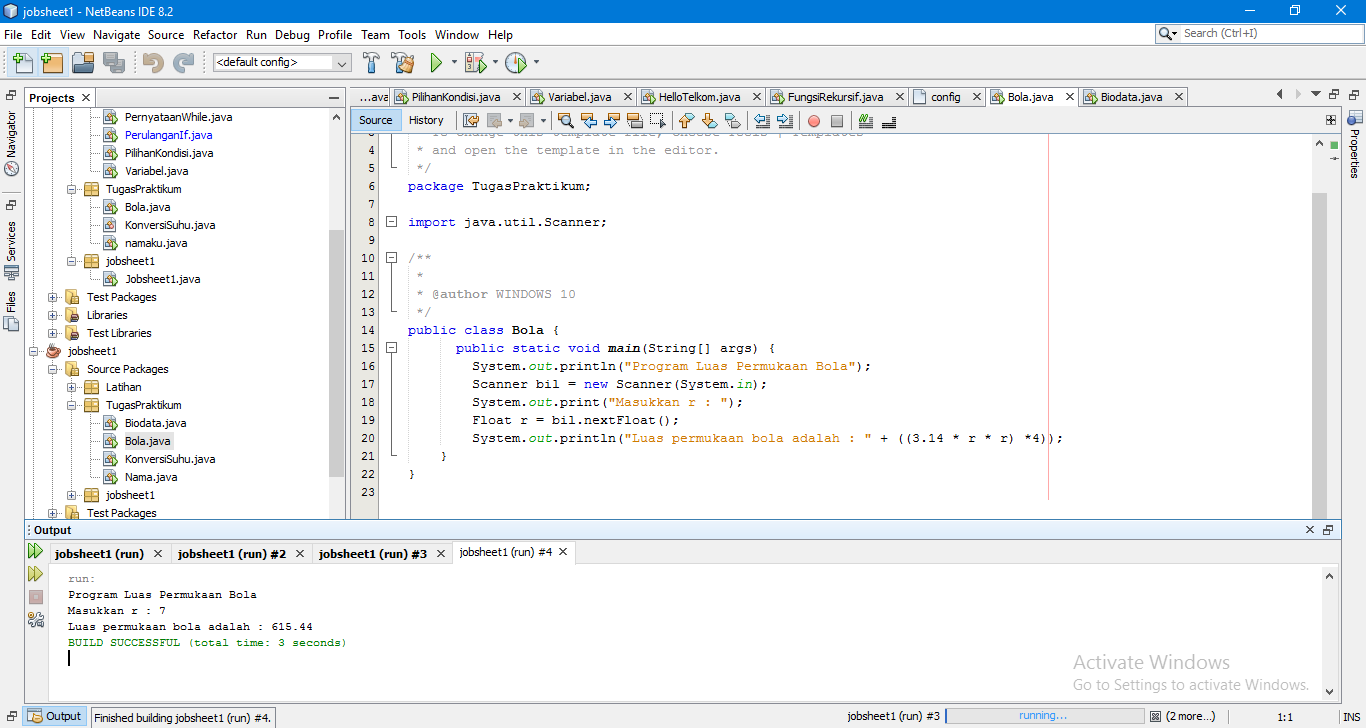 jobsheet1 - NetBeans IDE 8.2
File Edit View Navigate Source Refactor Run Debug Profile Team Tools Window Help
Search (Ctrl+I)
<default config>
Projects
...ava PilihanKondisi.java Variabel.java HelloTelkom.java FungsiRekursif.java config Bola.java Biodata.java
Navigator
Services
Files
Properties
PernyataanWhile.java
PerulanganIf.java
PilihanKondisi.java
Variabel.java
TugasPraktikum
Bola.java
KonversiSuhu.java
namaku.java
jobsheet1
Jobsheet1.java
Test Packages
Libraries
Test Libraries
jobsheet1
Source Packages
Latihan
TugasPraktikum
Biodata.java
Bola.java
KonversiSuhu.java
Nama.java
jobsheet1
Test Packages
Source History
4 * and open the template in the editor.
5 */
6 package TugasPraktikum;
7
8 import java.util.Scanner;
9
10 /**
11 *
12 * @author WINDOWS 10
13 */
14 public class Bola {
15 public static void main(String[] args) {
16 System.out.println("Program Luas Permukaan Bola");
17 Scanner bil = new Scanner(System.in);
18 System.out.print("Masukkan r : ");
19 Float r = bil.nextFloat();
20 System.out.println("Luas permukaan bola adalah : " + ((3.14 * r * r) *4));
21 }
22 }
23
Output
jobsheet1 (run) jobsheet1 (run) #2 jobsheet1 (run) #3 jobsheet1 (run) #4
run:
Program Luas Permukaan Bola
Masukkan r : 7
Luas permukaan bola adalah : 615.44
BUILD SUCCESSFUL (total time: 3 seconds)
Activate Windows
Go to Settings to activate Windows.
Output
Finished building jobsheet1 (run) #4.
jobsheet1 (run) #3 running... (2 more...) 1:1 INS